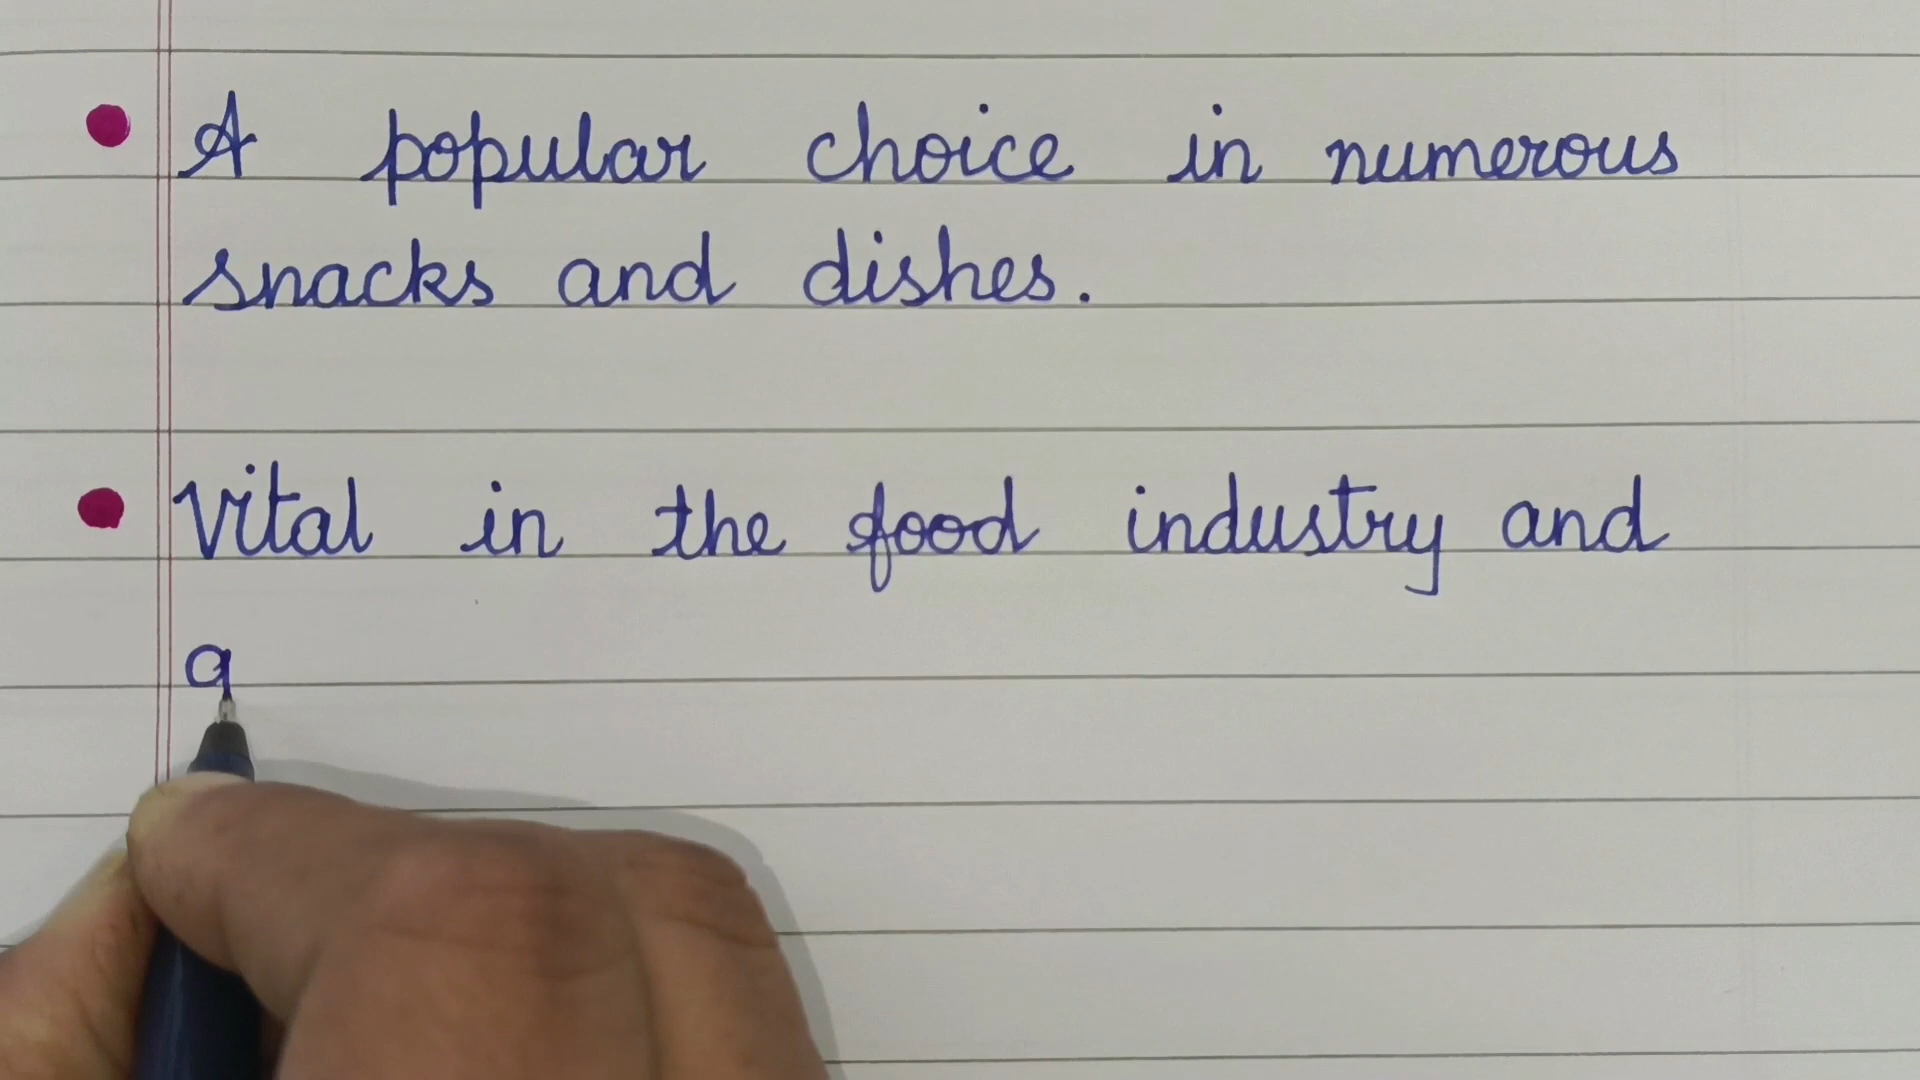 A popular choice in numerous
snacks and dishes.
Vital in the food industry and
a